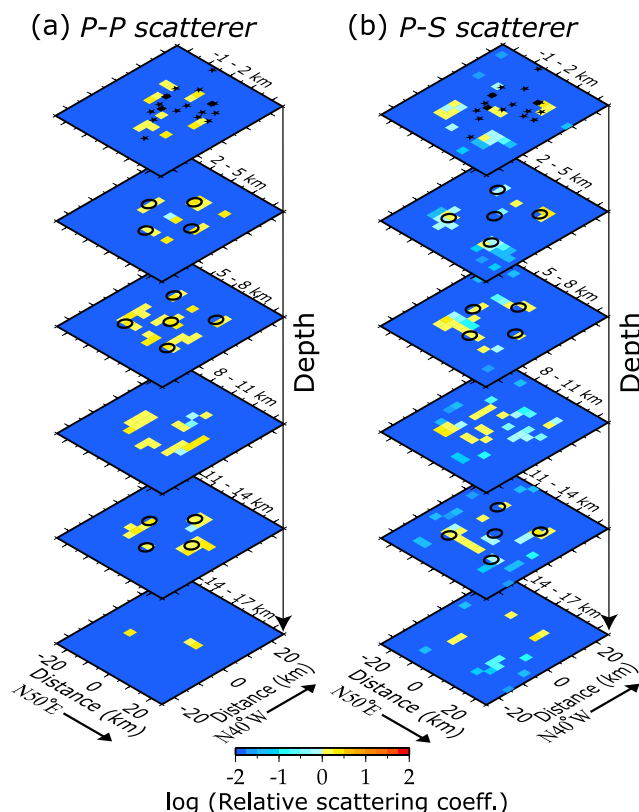 (a) P-P scatterer
(b) P-S scatterer
-1 - 2 km
-1 - 2 km
2 - 5 km
2 - 5 km
5 - 8 km
5 - 8 km
Depth
Depth
8 - 11 km
8 - 11 km
11 - 14 km
11 - 14 km
14 - 17 km
14 - 17 km
-20 0 20
Distance (km)
N50°E
-20 0 20
Distance (km)
N40°W
-20 0 20
Distance (km)
N50°E
-20 0 20
Distance (km)
N40°W
-2 -1 0 1 2
log (Relative scattering coeff.)